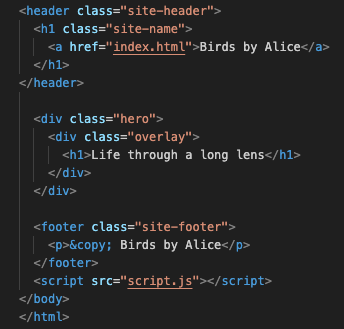 <header class="site-header">
<h1 class="site-name">
<a href="index.html">Birds by Alice</a>
</h1>
</header>
<div class="hero">
<div class="overlay">
<h1>Life through a long lens</h1>
</div>
</div>
<footer class="site-footer">
<p>&copy; Birds by Alice</p>
</footer>
<script src="script.js"></script>
</body>
</html>